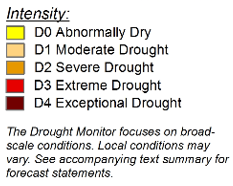 Intensity:
D0 Abnormally Dry
D1 Moderate Drought
D2 Severe Drought
D3 Extreme Drought
D4 Exceptional Drought
The Drought Monitor focuses on broad-
scale conditions. Local conditions may
vary. See accompanying text summary for
forecast statements.